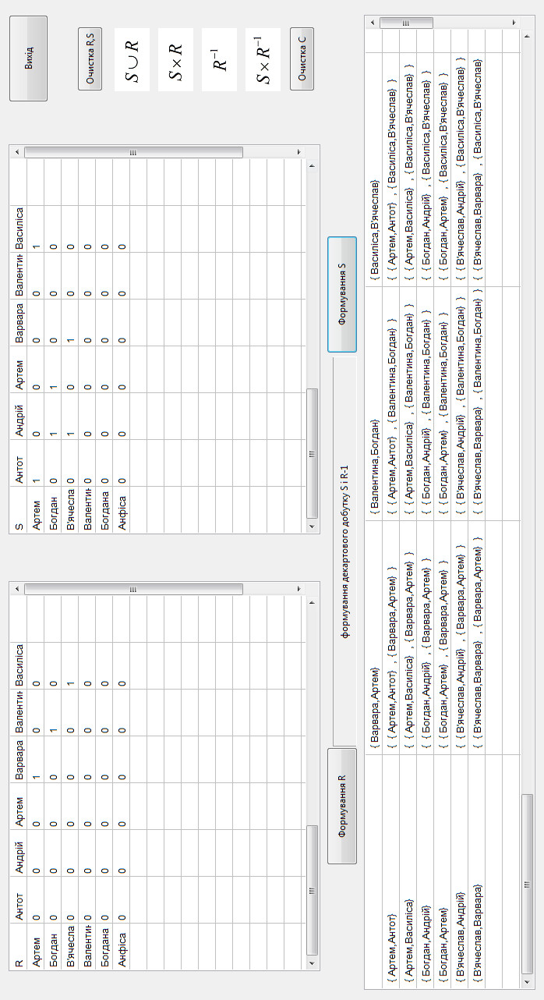 R Антот Андрій Артем Варвара Валентин Василіса
Артем 0 0 0 1 0 0
Богдан 0 0 0 0 1 0
В'ячесла 0 0 0 0 0 1
Валентин 0 0 0 0 0 0
Богдана 0 0 0 0 0 0
Анфіса 0 0 0 0 0 0
S Антот Андрій Артем Варвара Валентин Василіса
Артем 1 0 0 0 0 1
Богдан 0 1 1 0 0 0
В'ячесла 0 1 0 1 0 0
Валентин 0 0 0 0 0 0
Богдана 0 0 0 0 0 0
Анфіса 0 0 0 0 0 0
Вихід
Очистка R,S
S∪R
S×R
R⁻¹
S×R⁻¹
Очистка C
Формування R
формування декартового добутку S і R-1
Формування S
{ Варвара,Артем} { Валентина,Богдан} { Василіса,В'ячеслав}
{ Артем,Антот} { { Артем,Антот} , { Варвара,Артем} } { { Артем,Антот} , { Валентина,Богдан} } { { Артем,Антот} , { Василіса,В'ячеслав} }
{ Артем,Василіса} { { Артем,Василіса} , { Варвара,Артем} } { { Артем,Василіса} , { Валентина,Богдан} } { { Артем,Василіса} , { Василіса,В'ячеслав} }
{ Богдан,Андрій} { { Богдан,Андрій} , { Варвара,Артем} } { { Богдан,Андрій} , { Валентина,Богдан} } { { Богдан,Андрій} , { Василіса,В'ячеслав} }
{ Богдан,Артем} { { Богдан,Артем} , { Варвара,Артем} } { { Богдан,Артем} , { Валентина,Богдан} } { { Богдан,Артем} , { Василіса,В'ячеслав} }
{ В'ячеслав,Андрій} { { В'ячеслав,Андрій} , { Варвара,Артем} } { { В'ячеслав,Андрій} , { Валентина,Богдан} } { { В'ячеслав,Андрій} , { Василіса,В'ячеслав} }
{ В'ячеслав,Варвара} { { В'ячеслав,Варвара} , { Варвара,Артем} } { { В'ячеслав,Варвара} , { Валентина,Богдан} } { { В'ячеслав,Варвара} , { Василіса,В'ячеслав}